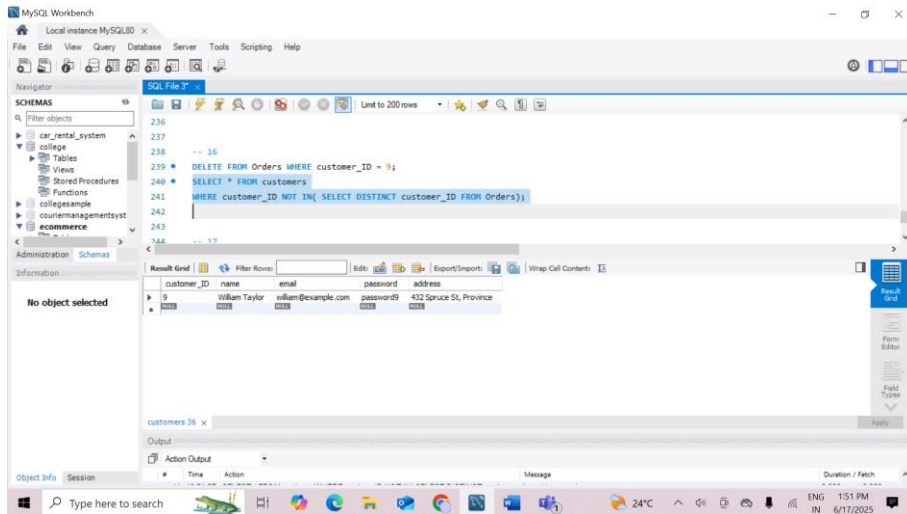 MySQL Workbench
Local instance MySQL80
File Edit View Query Database Server Tools Scripting Help
Navigator
SQL File 3*
SCHEMAS
Filter objects
Limit to 200 rows
car_rental_system
college
Tables
Views
Stored Procedures
Functions
collegesample
couriermanagementsyst
ecommerce
Administration Schemas
Information
No object selected
Object Info Session
236
237
238 -- 16
239 DELETE FROM Orders WHERE customer_ID = 9;
240 SELECT * FROM customers
241 WHERE customer_ID NOT IN( SELECT DISTINCT customer_ID FROM Orders);
242
243
244 -- 17
Result Grid Filter Rows: Edit: Export/Import: Wrap Cell Content:
customer_ID name email password address
9 William Taylor william@example.com password9 432 Spruce St, Province
NULL NULL NULL NULL NULL
Result Grid
Form Editor
Field Types
customers 36
Apply
Output
Action Output
# Time Action Message Duration / Fetch
Type here to search
24°C
ENG
IN
1:51 PM
6/17/2025